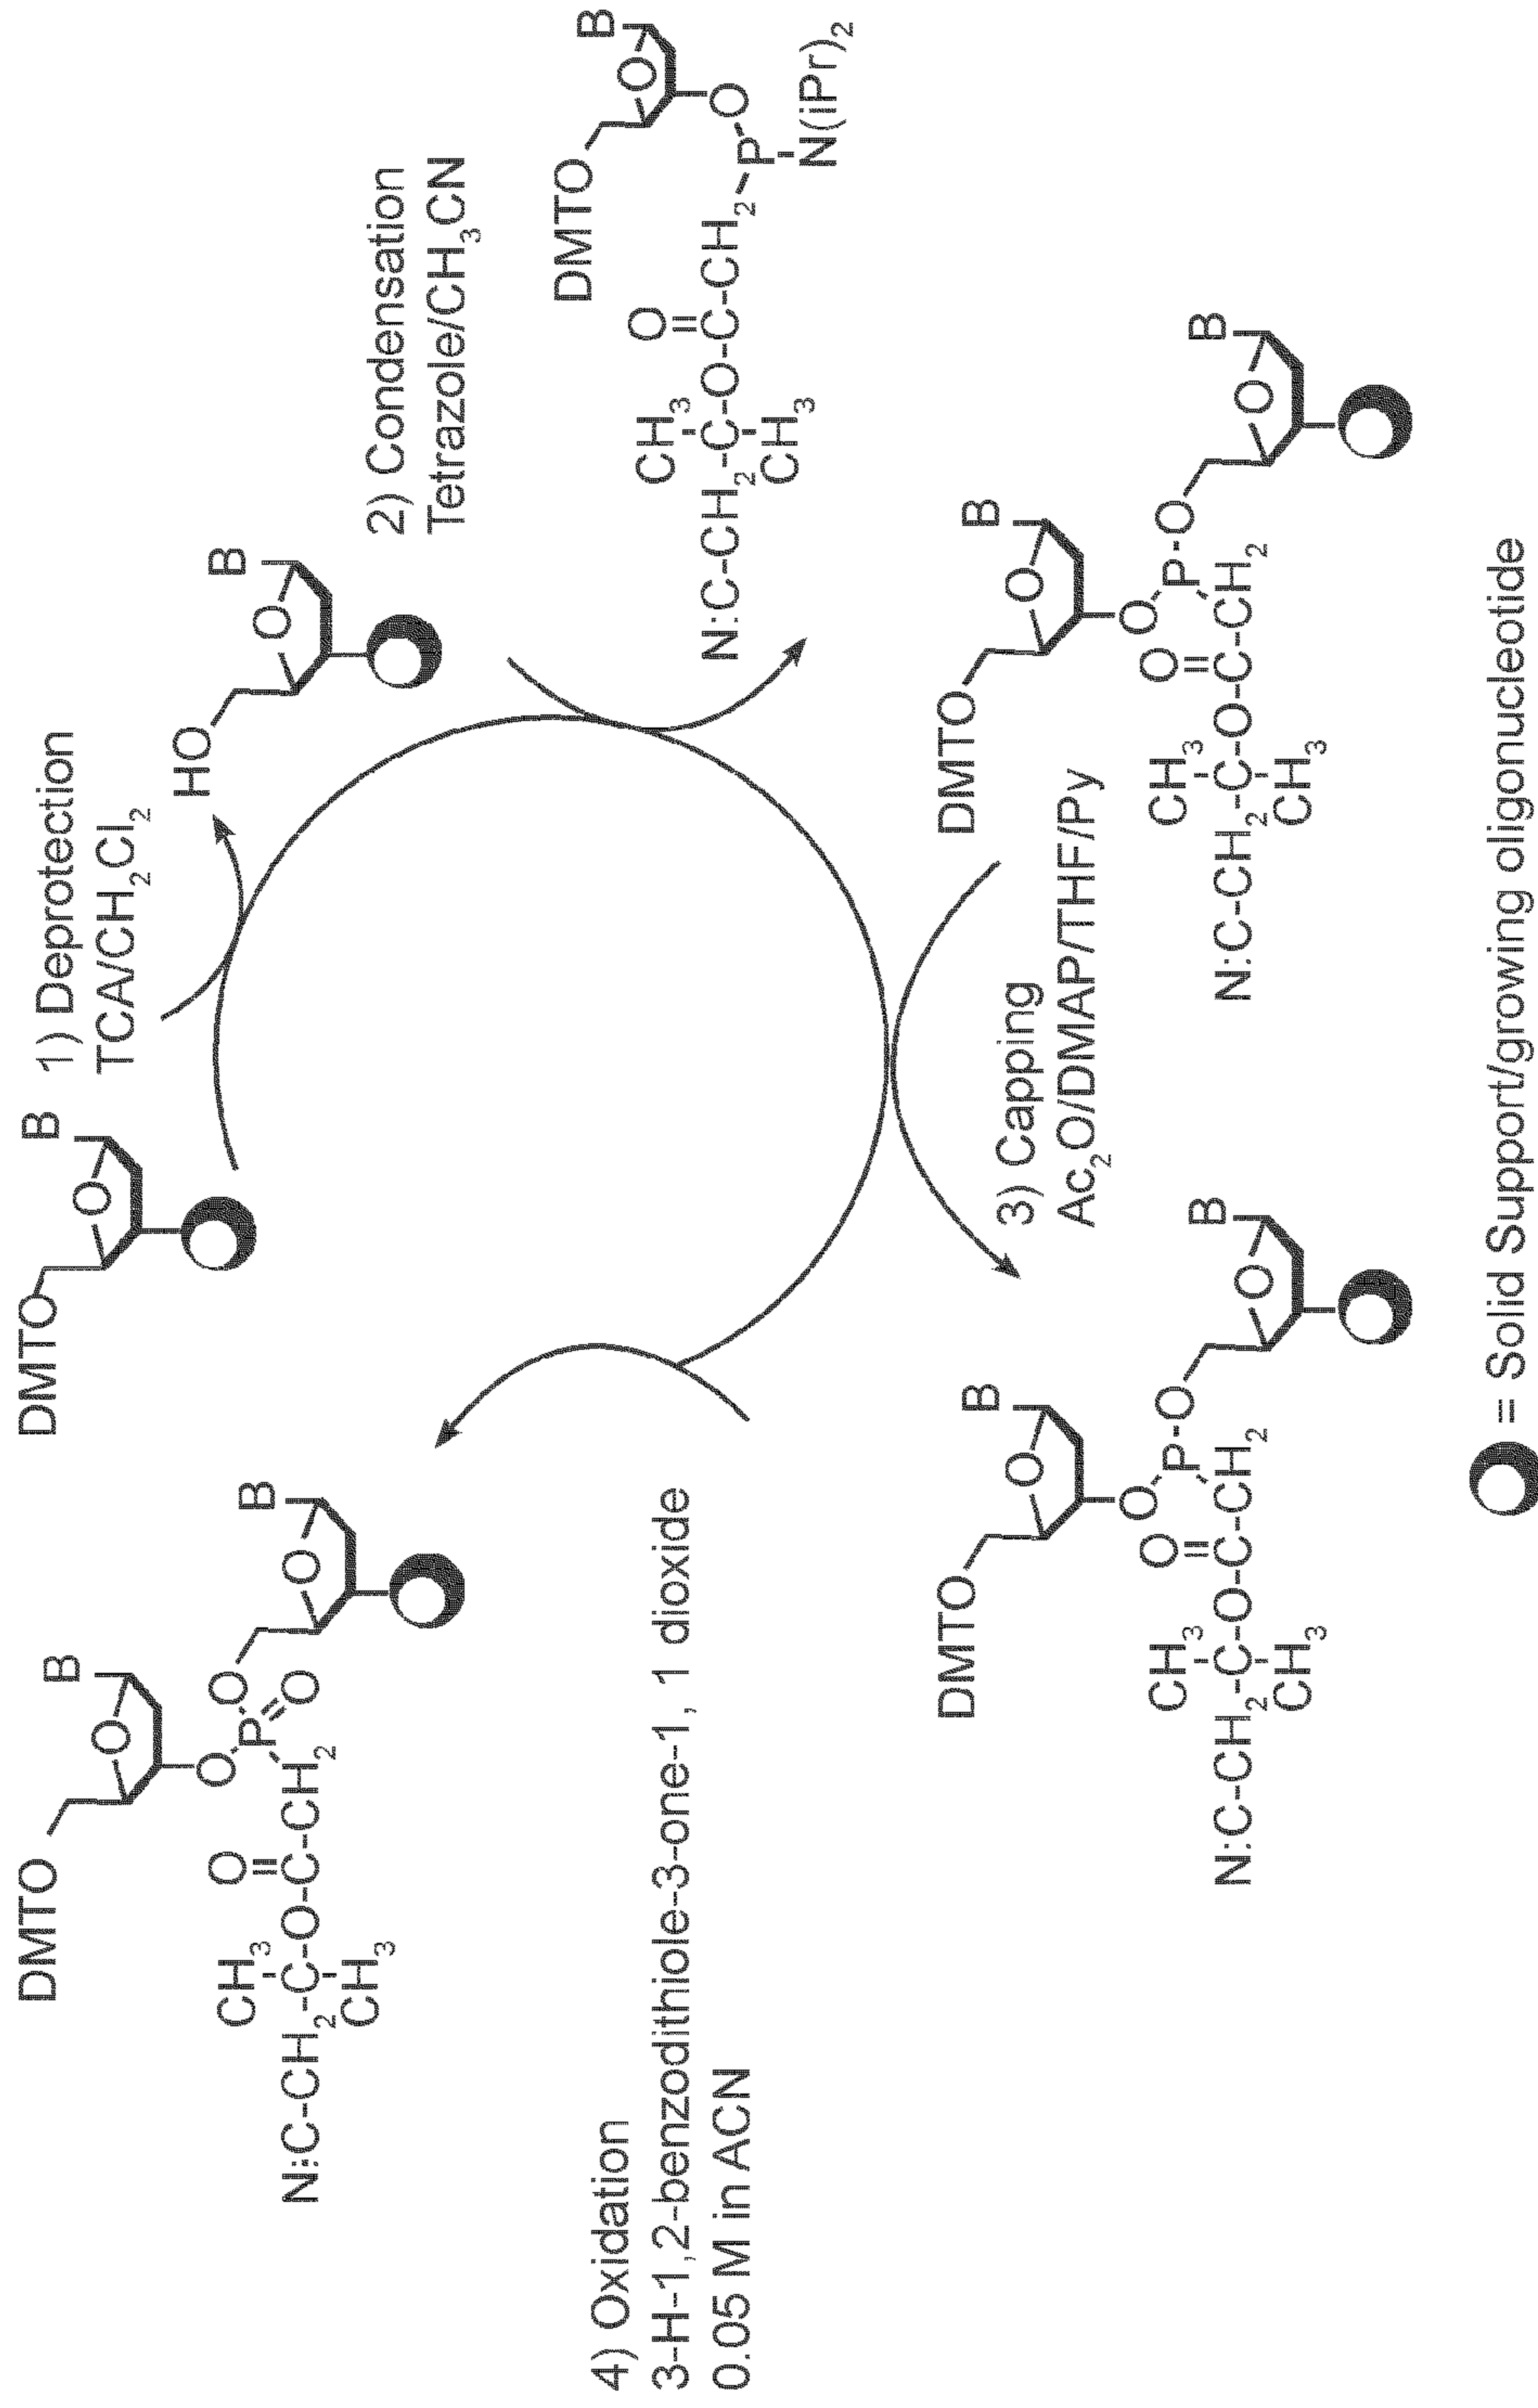 DMTO B
1) Deprotection
TCA/CH2Cl2
HO B
2) Condensation
Tetrazole/CH3CN
DMTO B
O
O
CH3 O O
N:C-CH2-C-O-C-CH2 P
CH3 N(iPr)2
DMTO B
O
O O
CH3 O P-O B
N:C-CH2-C-O-C-CH2 O
CH3
3) Capping
Ac2O/DMAP/THF/Py
DMTO B
O
O O
CH3 O P-O B
N:C-CH2-C-O-C-CH2 O
CH3
4) Oxidation
3-H-1,2-benzodithiole-3-one-1, 1 dioxide
0.05 M in ACN
DMTO B
O
O O B
CH3 O P=O O
N:C-CH2-C-O-C-CH2
CH3
= Solid Support/growing oligonucleotide